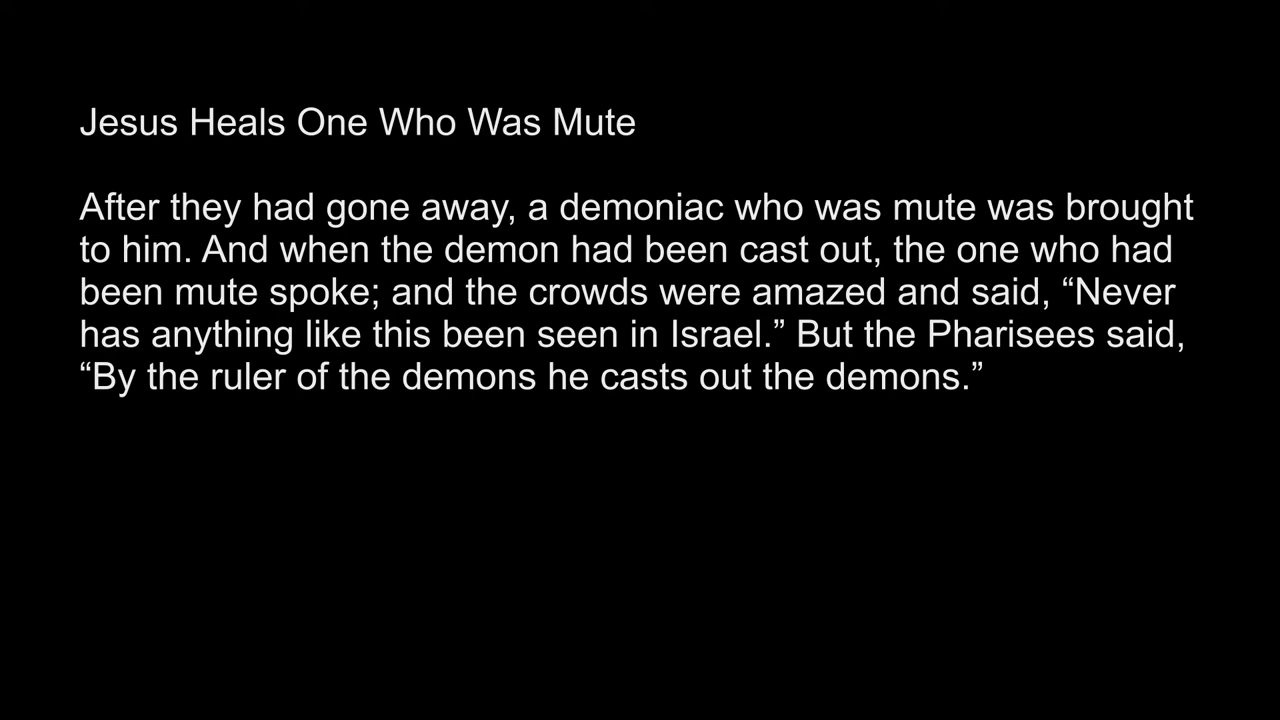 Jesus Heals One Who Was Mute
After they had gone away, a demoniac who was mute was brought
to him. And when the demon had been cast out, the one who had
been mute spoke; and the crowds were amazed and said, “Never
has anything like this been seen in Israel.” But the Pharisees said,
“By the ruler of the demons he casts out the demons.”